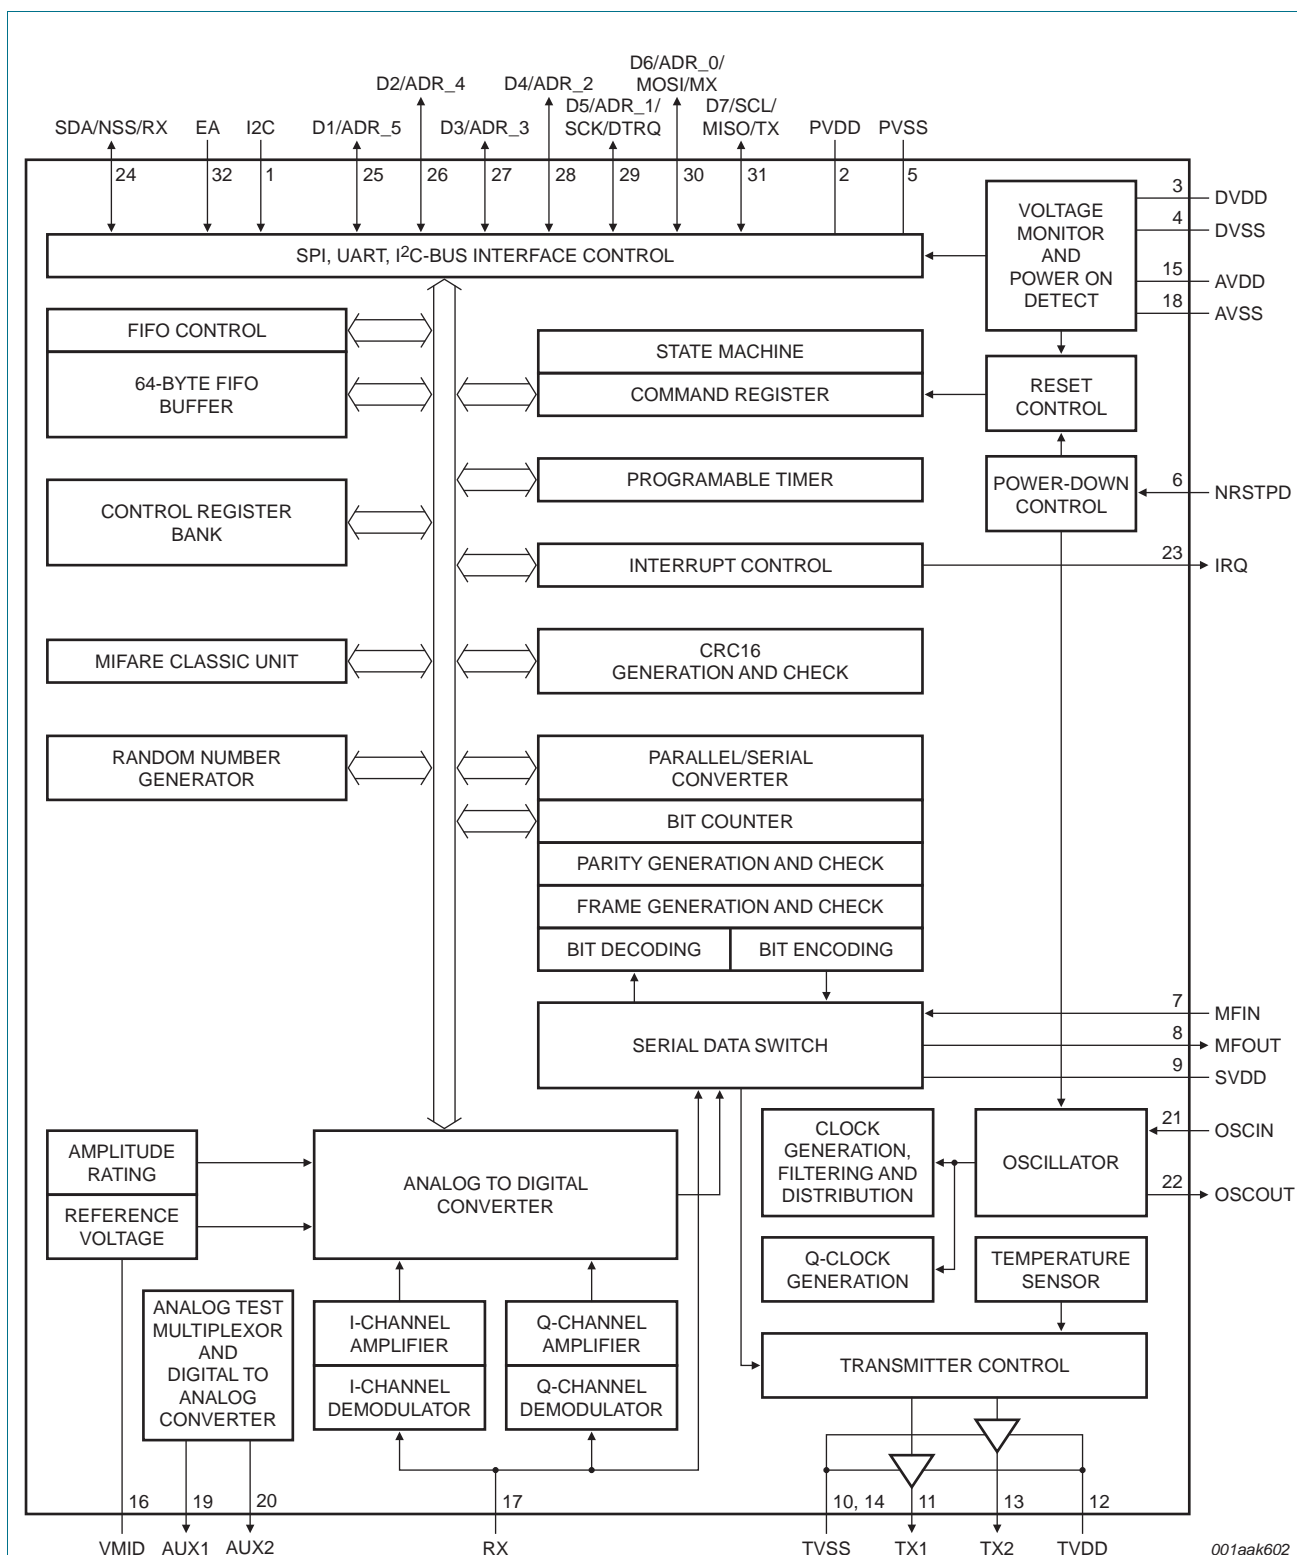 D6/ADR_0/
MOSI/MX
D2/ADR_4
D4/ADR_2
D5/ADR_1/
SCK/DTRQ
D7/SCL/
MISO/TX
SDA/NSS/RX
EA
I2C
D1/ADR_5
D3/ADR_3
PVDD
PVSS
24
32
1
25
26
27
28
29
30
31
2
5
SPI, UART, I2C-BUS INTERFACE CONTROL
VOLTAGE
MONITOR
AND
POWER ON
DETECT
3
DVDD
4
DVSS
15
AVDD
18
AVSS
FIFO CONTROL
64-BYTE FIFO
BUFFER
STATE MACHINE
COMMAND REGISTER
RESET
CONTROL
CONTROL REGISTER
BANK
PROGRAMABLE TIMER
POWER-DOWN
CONTROL
6
NRSTPD
INTERRUPT CONTROL
23
IRQ
MIFARE CLASSIC UNIT
CRC16
GENERATION AND CHECK
RANDOM NUMBER
GENERATOR
PARALLEL/SERIAL
CONVERTER
BIT COUNTER
PARITY GENERATION AND CHECK
FRAME GENERATION AND CHECK
BIT DECODING
BIT ENCODING
SERIAL DATA SWITCH
7
MFIN
8
MFOUT
9
SVDD
AMPLITUDE
RATING
REFERENCE
VOLTAGE
ANALOG TO DIGITAL
CONVERTER
CLOCK
GENERATION,
FILTERING AND
DISTRIBUTION
OSCILLATOR
21
OSCIN
22
OSCOUT
Q-CLOCK
GENERATION
TEMPERATURE
SENSOR
ANALOG TEST
MULTIPLEXOR
AND
DIGITAL TO
ANALOG
CONVERTER
I-CHANNEL
AMPLIFIER
I-CHANNEL
DEMODULATOR
Q-CHANNEL
AMPLIFIER
Q-CHANNEL
DEMODULATOR
TRANSMITTER CONTROL
16
19
20
17
10, 14
11
13
12
VMID
AUX1
AUX2
RX
TVSS
TX1
TX2
TVDD
001aak602